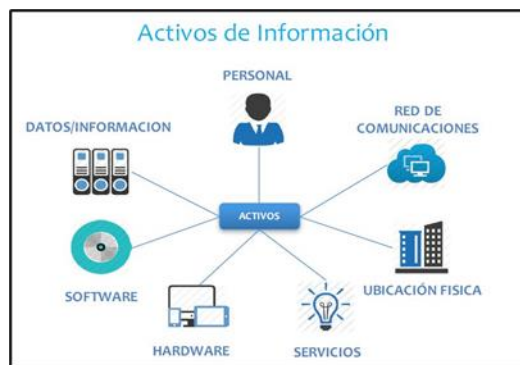 Activos de Información
PERSONAL
DATOS/INFORMACION
RED DE
COMUNICACIONES
ACTIVOS
SOFTWARE
UBICACIÓN FISICA
HARDWARE
SERVICIOS